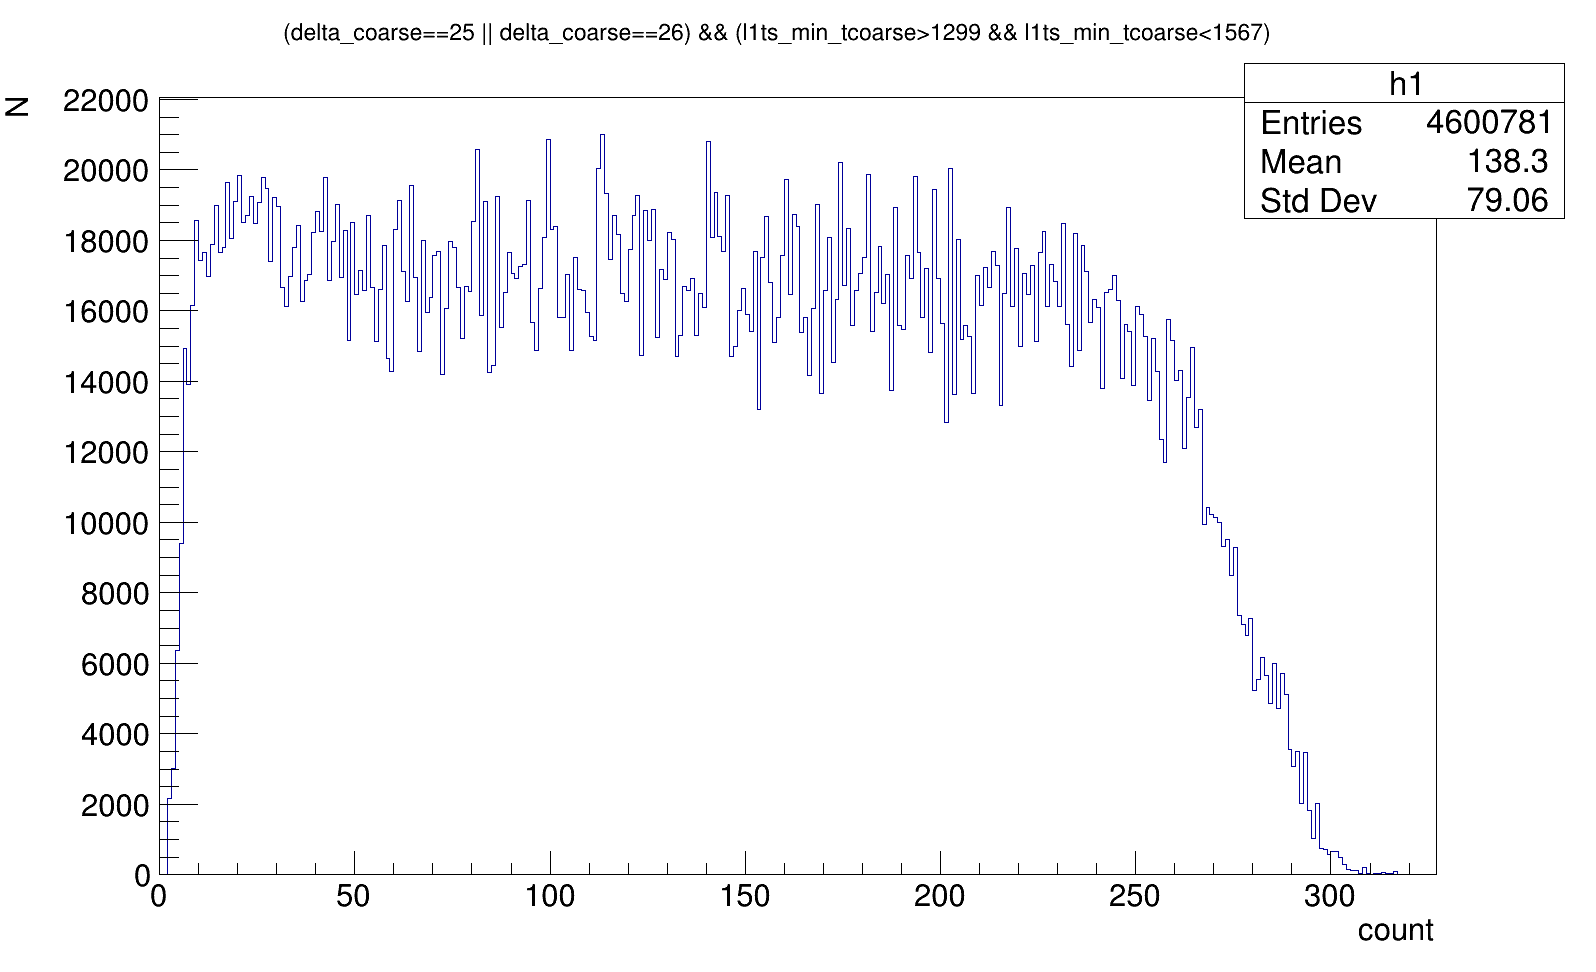 (delta_coarse==25 || delta_coarse==26) && (l1ts_min_tcoarse>1299 && l1ts_min_tcoarse<1567)
h1
Entries 4600781
Mean 138.3
Std Dev 79.06
N
22000
20000
18000
16000
14000
12000
10000
8000
6000
4000
2000
0
0 50 100 150 200 250 300
count